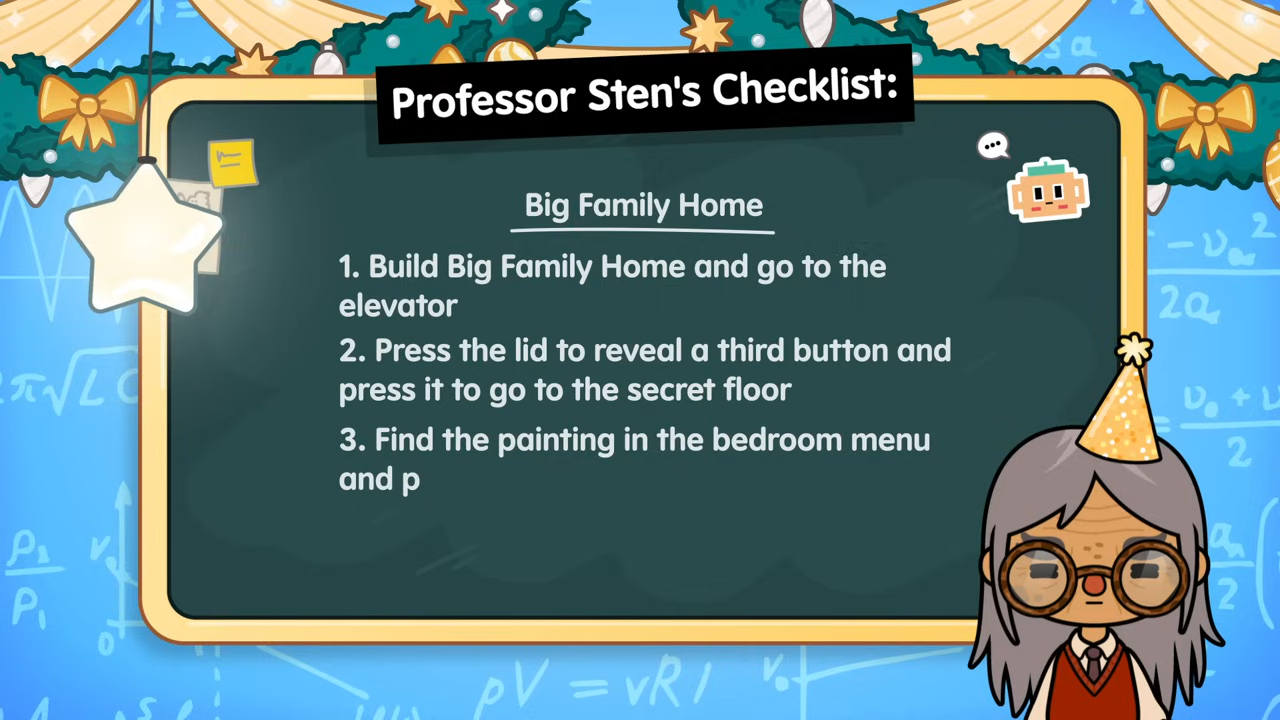 Professor Sten's Checklist:
Big Family Home
1. Build Big Family Home and go to the
elevator
2. Press the lid to reveal a third button and
press it to go to the secret floor
3. Find the painting in the bedroom menu
and p
pV = vRI